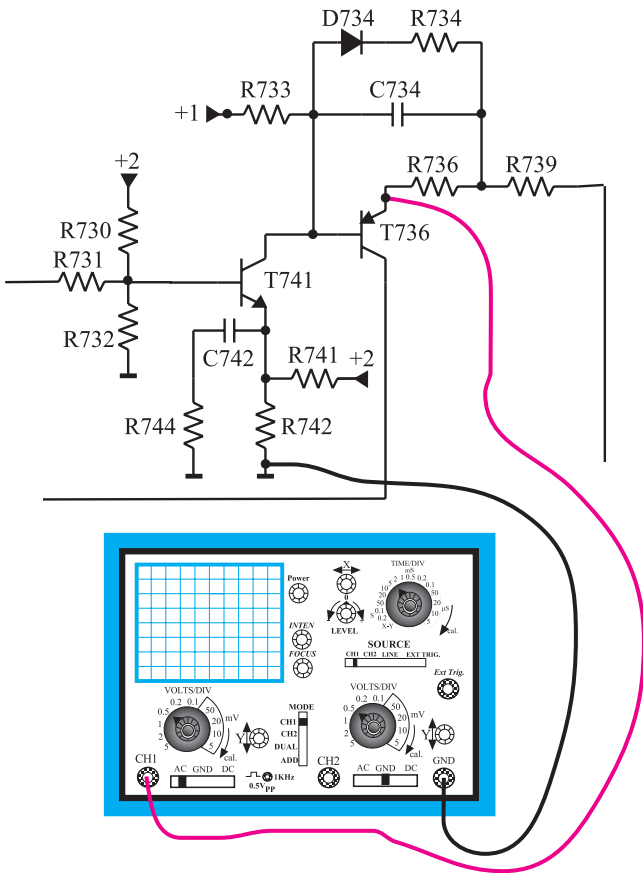 D734
R734
R733
C734
+1
+2
R736
R739
R730
T736
R731
T741
R732
C742
R741
+2
R744
R742
TIME/DIV
mS
X
Power
10 5 2 1 0.5 0.2 0.1
20 50
50 20
0.1 10
S 0.2 5 µS
X-Y
cal.
0
LEVEL
INTEN
FOCUS
SOURCE
CH1 CH2 LINE EXT TRIG.
Ext Trig.
VOLTS/DIV
0.5 0.2 0.1 50
1 20 mV
2 10
5 5
cal.
Y
MODE
CH1
CH2
DUAL
ADD
VOLTS/DIV
0.5 0.2 0.1 50
1 20 mV
2 10
5 5
cal.
Y
CH1
AC GND DC
1KHz
0.5VPP
CH2
AC GND DC
GND